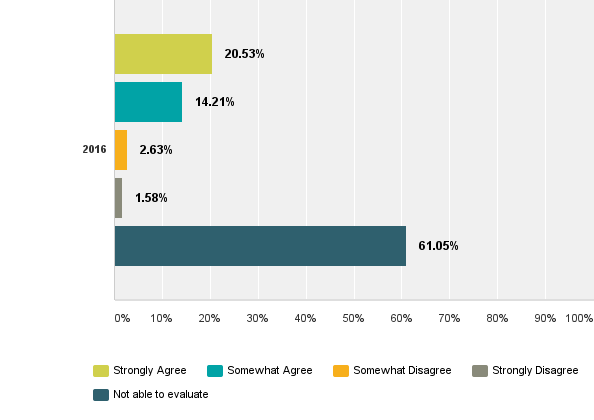 20.53%
14.21%
2016
2.63%
1.58%
61.05%
0% 10% 20% 30% 40% 50% 60% 70% 80% 90% 100%
Strongly Agree Somewhat Agree Somewhat Disagree Strongly Disagree
Not able to evaluate